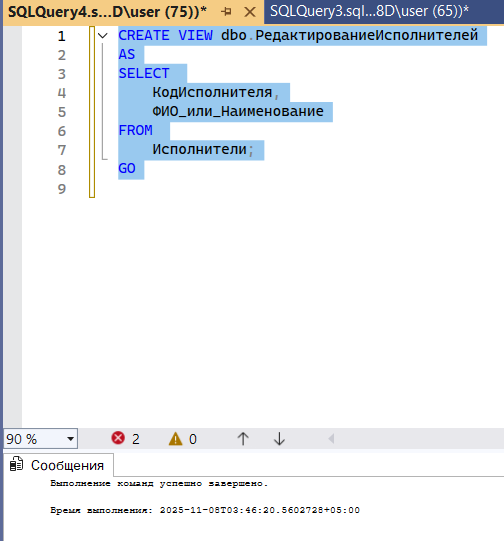 SQLQuery4.s...D\user (75))*
SQLQuery3.sql...8D\user (65))*
1 CREATE VIEW dbo.РедактированиеИсполнителей
2 AS
3 SELECT
4 КодИсполнителя,
5 ФИО_или_Наименование
6 FROM
7 Исполнители;
8 GO
9
90 % 2 0
Сообщения
Выполнение команд успешно завершено.
Время выполнения: 2025-11-08T03:46:20.5602728+05:00